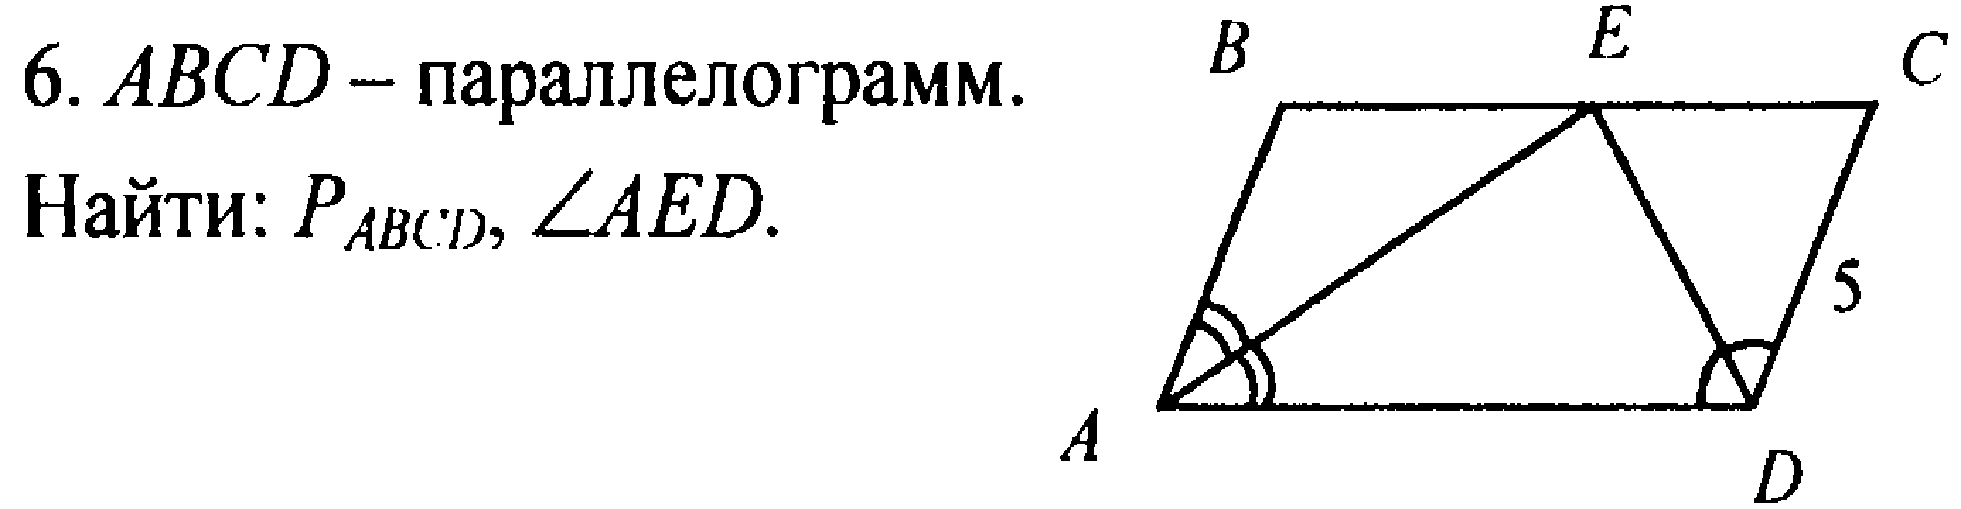 6. ABCD – параллелограмм.
Найти: P_ABCD, ∠AED.
B
E
C
5
A
D